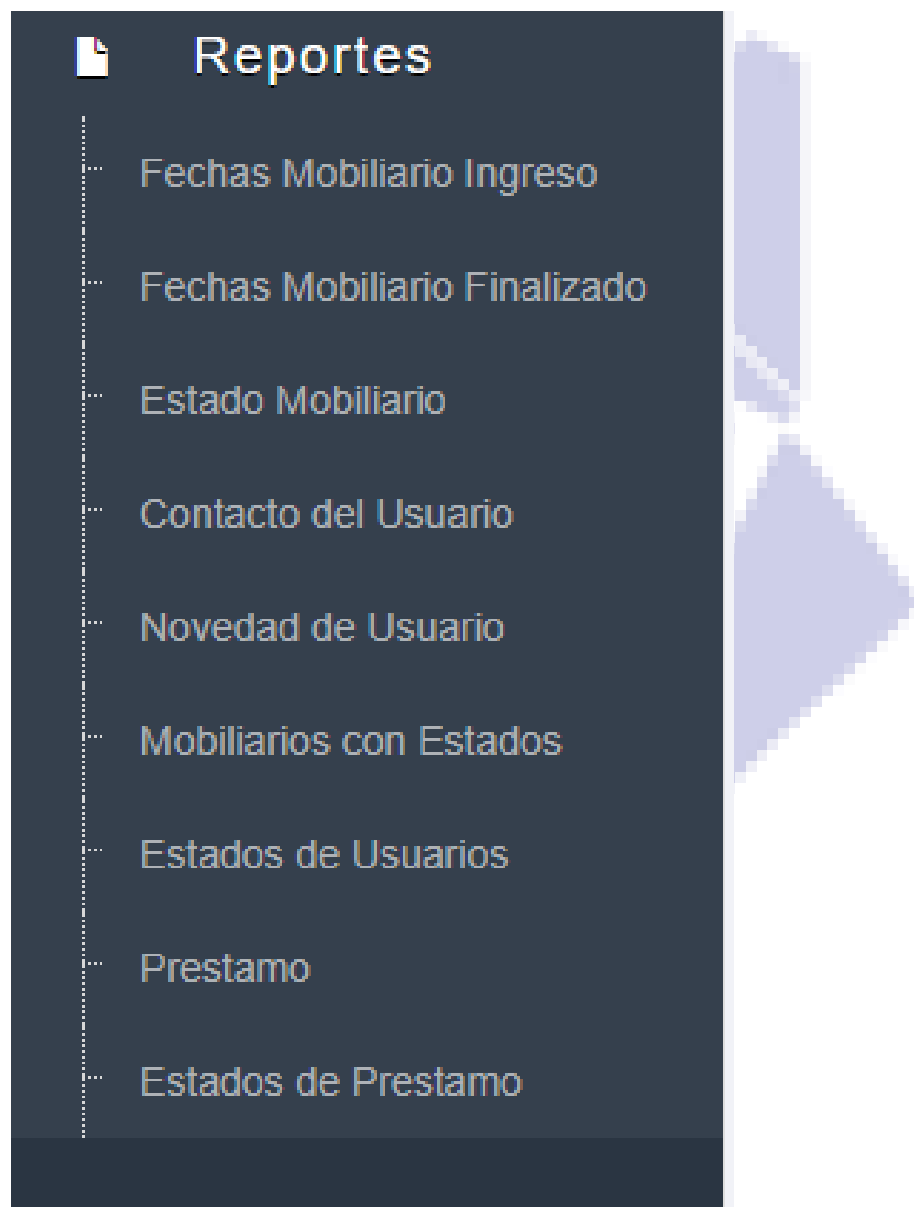 Reportes
Fechas Mobiliario Ingreso
Fechas Mobiliario Finalizado
Estado Mobiliario
Contacto del Usuario
Novedad de Usuario
Mobiliarios con Estados
Estados de Usuarios
Prestamo
Estados de Prestamo